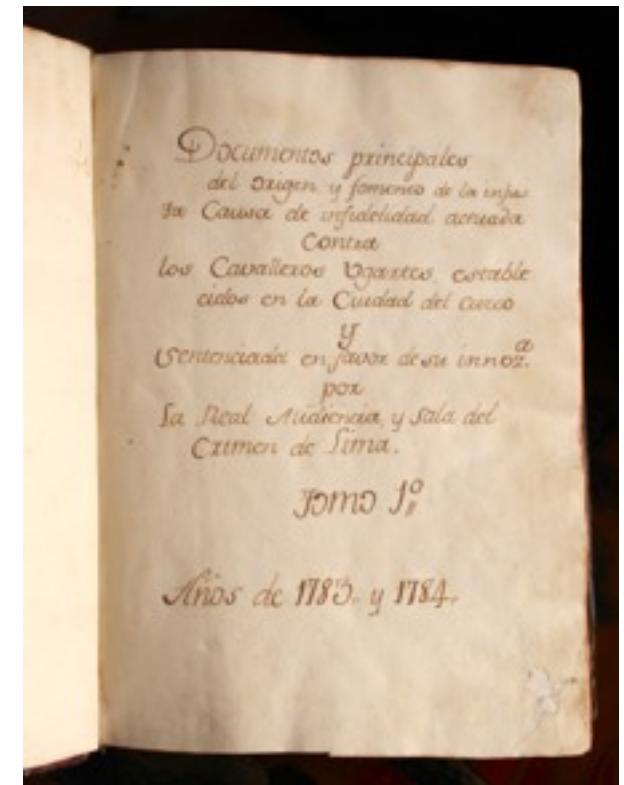 Documentos principales
del origen y fomento de la injus
ta Causa de infidelidad actuada
Contra
los Cavalleros Ugartes, estable
cidos en la Cuidad del Cuzco
y
Sentenciada en favor de su innoz.a
por
la Real Audiencia, y Sala del
Crimen de Lima.
Tomo 1º
Años de 1783. y 1784.